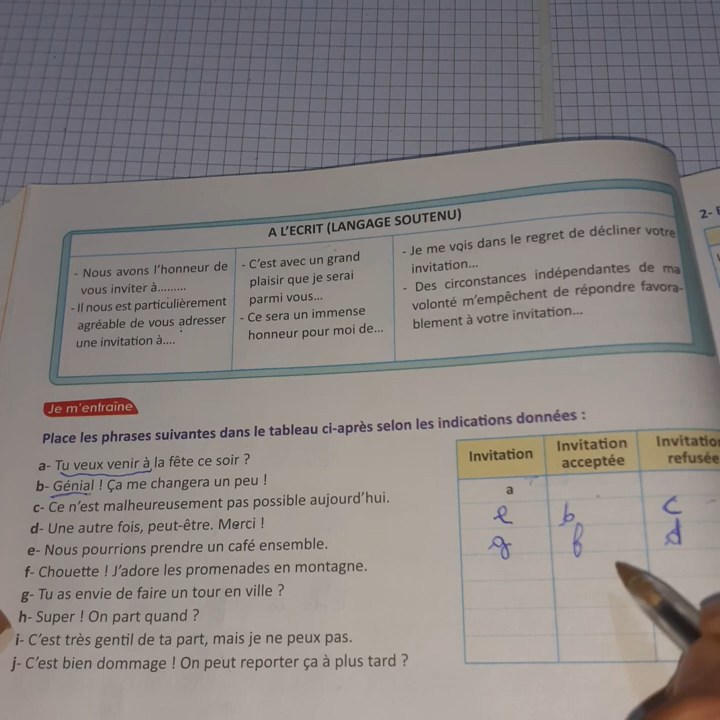 A L'ECRIT (LANGAGE SOUTENU)
- Nous avons l'honneur de
vous inviter à.........
- Il nous est particulièrement
agréable de vous adresser
une invitation à....
- C'est avec un grand
plaisir que je serai
parmi vous...
- Ce sera un immense
honneur pour moi de...
- Je me vois dans le regret de décliner votre
invitation...
- Des circonstances indépendantes de ma
volonté m'empêchent de répondre favora-
blement à votre invitation...
2-
Je m'entraîne
Place les phrases suivantes dans le tableau ci-après selon les indications données :
a- Tu veux venir à la fête ce soir ?
b- Génial ! Ça me changera un peu !
c- Ce n'est malheureusement pas possible aujourd'hui.
d- Une autre fois, peut-être. Merci !
e- Nous pourrions prendre un café ensemble.
f- Chouette ! J'adore les promenades en montagne.
g- Tu as envie de faire un tour en ville ?
h- Super ! On part quand ?
i- C'est très gentil de ta part, mais je ne peux pas.
j- C'est bien dommage ! On peut reporter ça à plus tard ?
Invitation
Invitation
acceptée
Invitatio
refusée
a
e b c
g f d